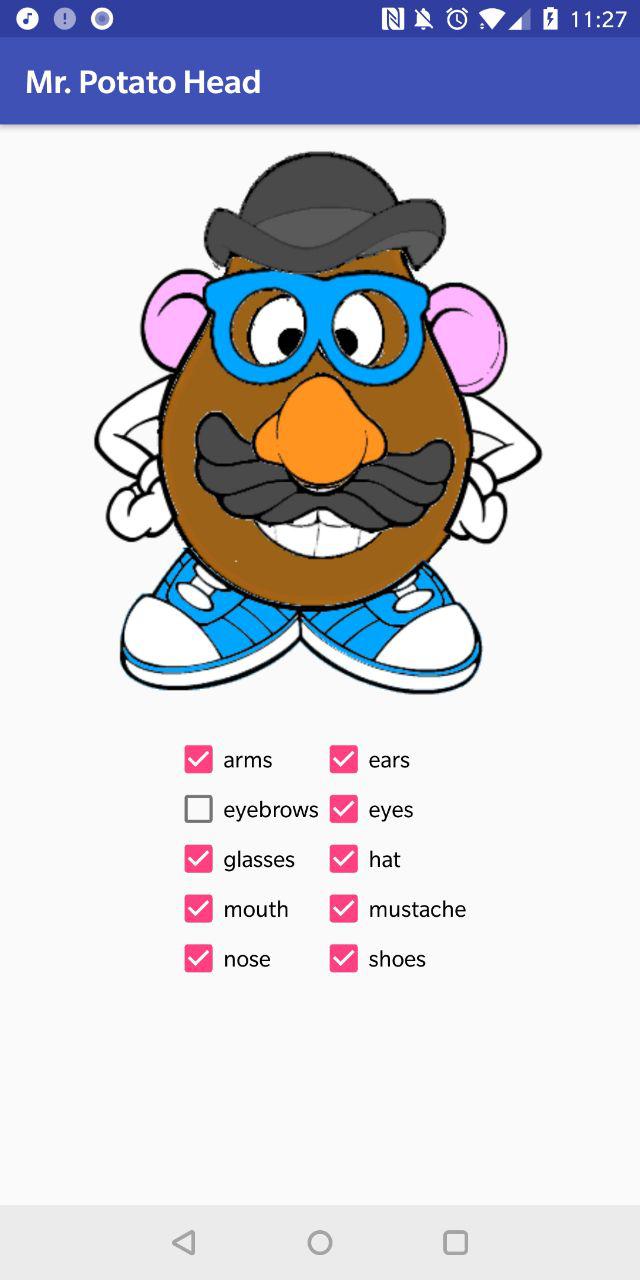 11:27
Mr. Potato Head
arms ears
eyebrows eyes
glasses hat
mouth mustache
nose shoes